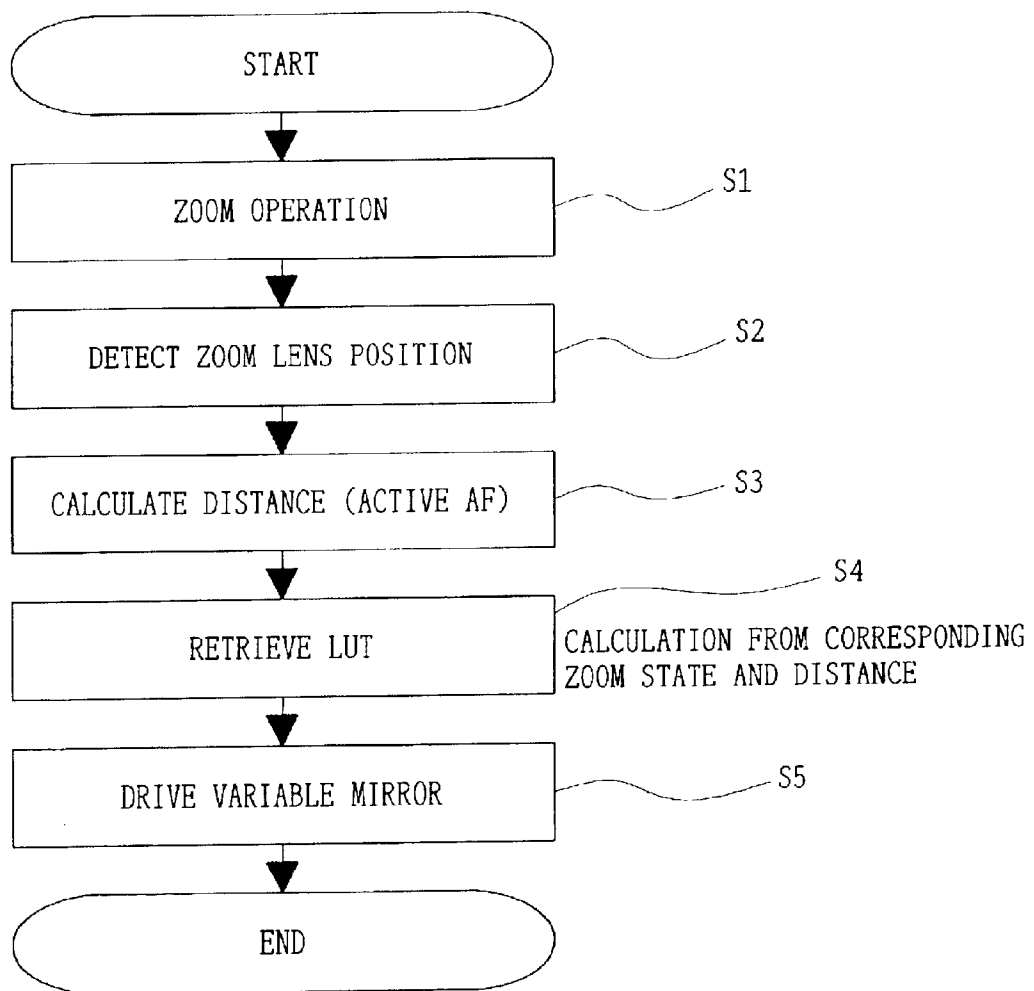 START
ZOOM OPERATION
S1
DETECT ZOOM LENS POSITION
S2
CALCULATE DISTANCE (ACTIVE AF)
S3
RETRIEVE LUT
S4
CALCULATION FROM CORRESPONDING
ZOOM STATE AND DISTANCE
DRIVE VARIABLE MIRROR
S5
END